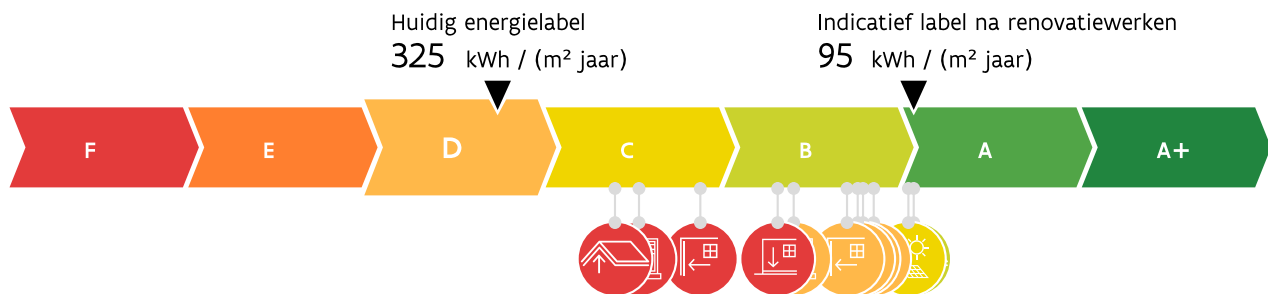 Huidig energielabel
325 kWh / (m² jaar)
Indicatief label na renovatiewerken
95 kWh / (m² jaar)
F E D C B A A+